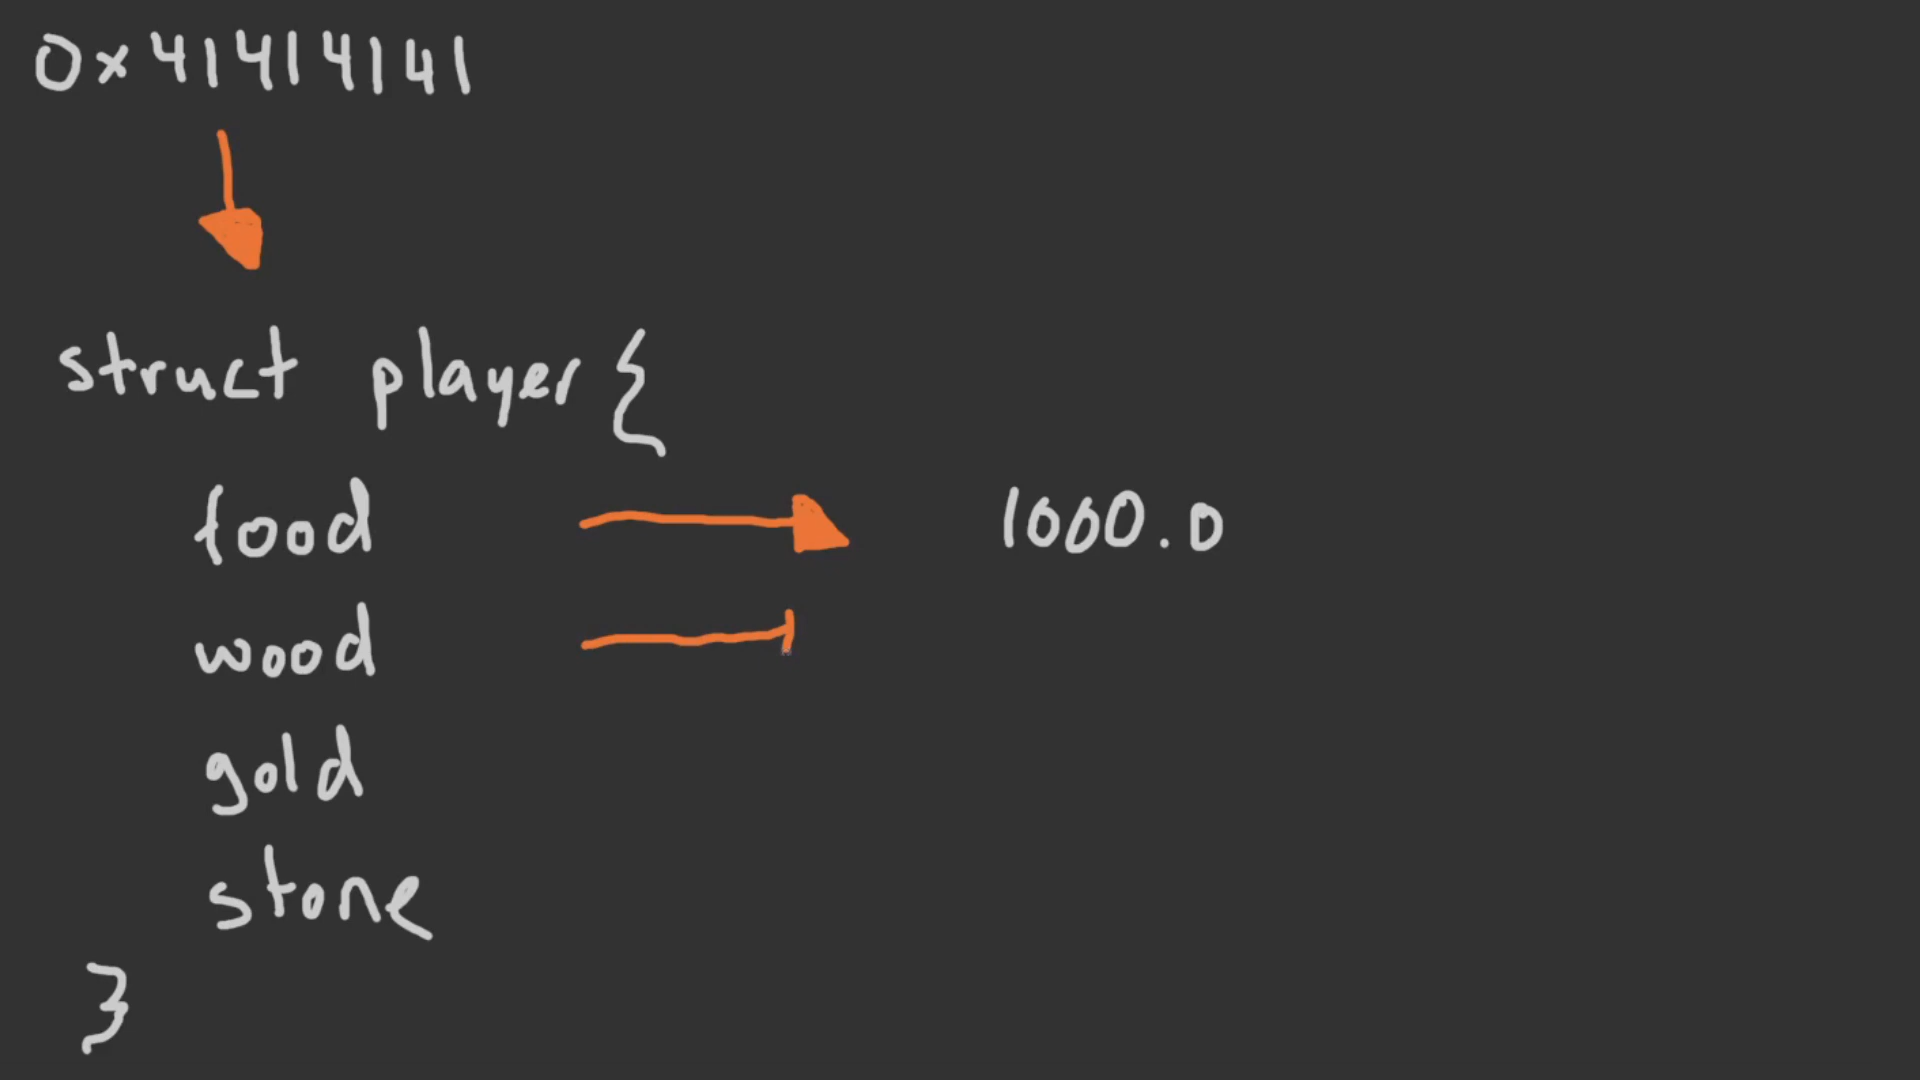 0x41414141
struct player {
food 1000.0
wood
gold
stone
}